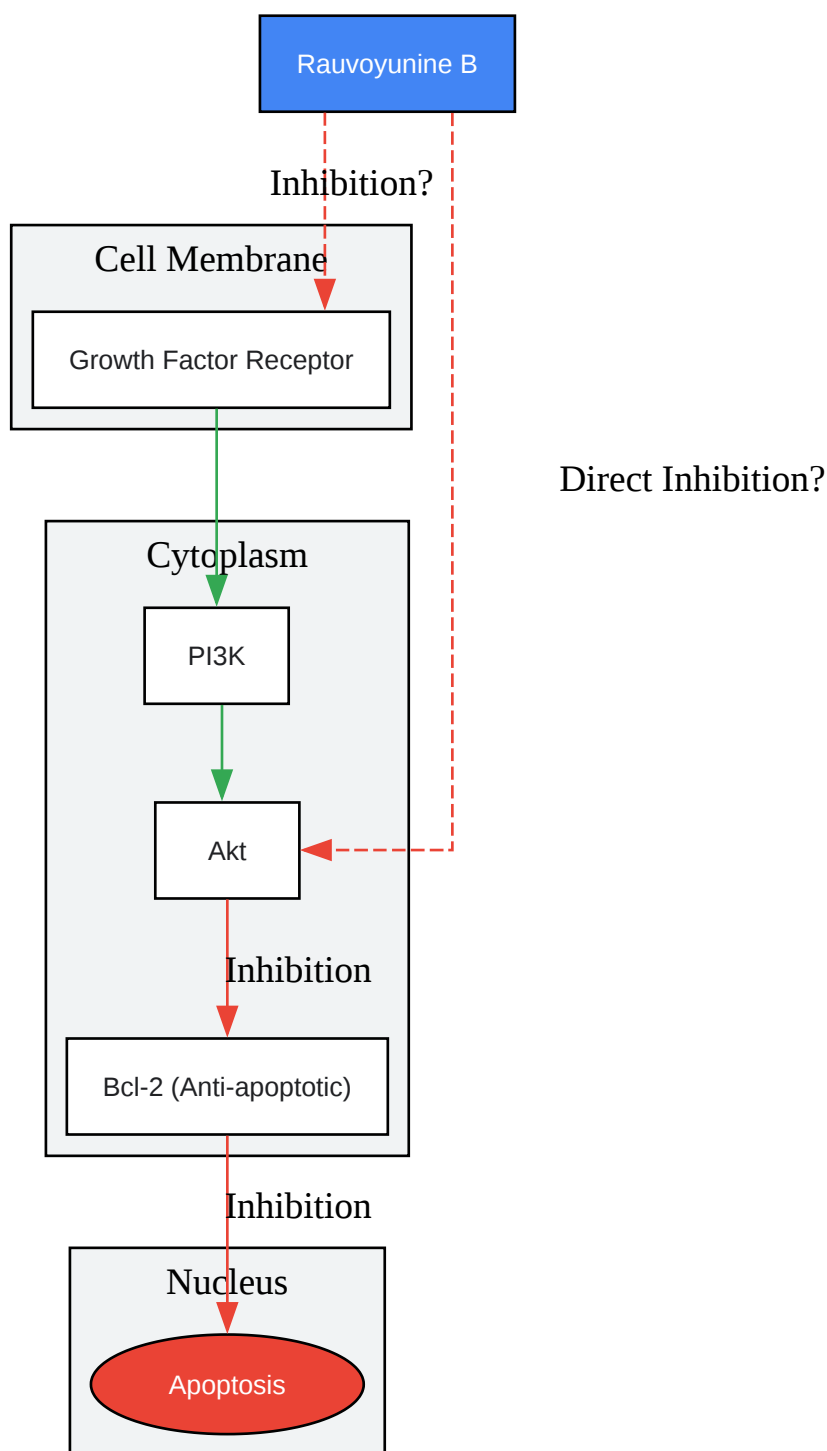 Rauvoyunine B
Inhibition?
Cell Membrane
Growth Factor Receptor
Direct Inhibition?
Cytoplasm
PI3K
Akt
Inhibition
Bcl-2 (Anti-apoptotic)
Inhibition
Nucleus
Apoptosis